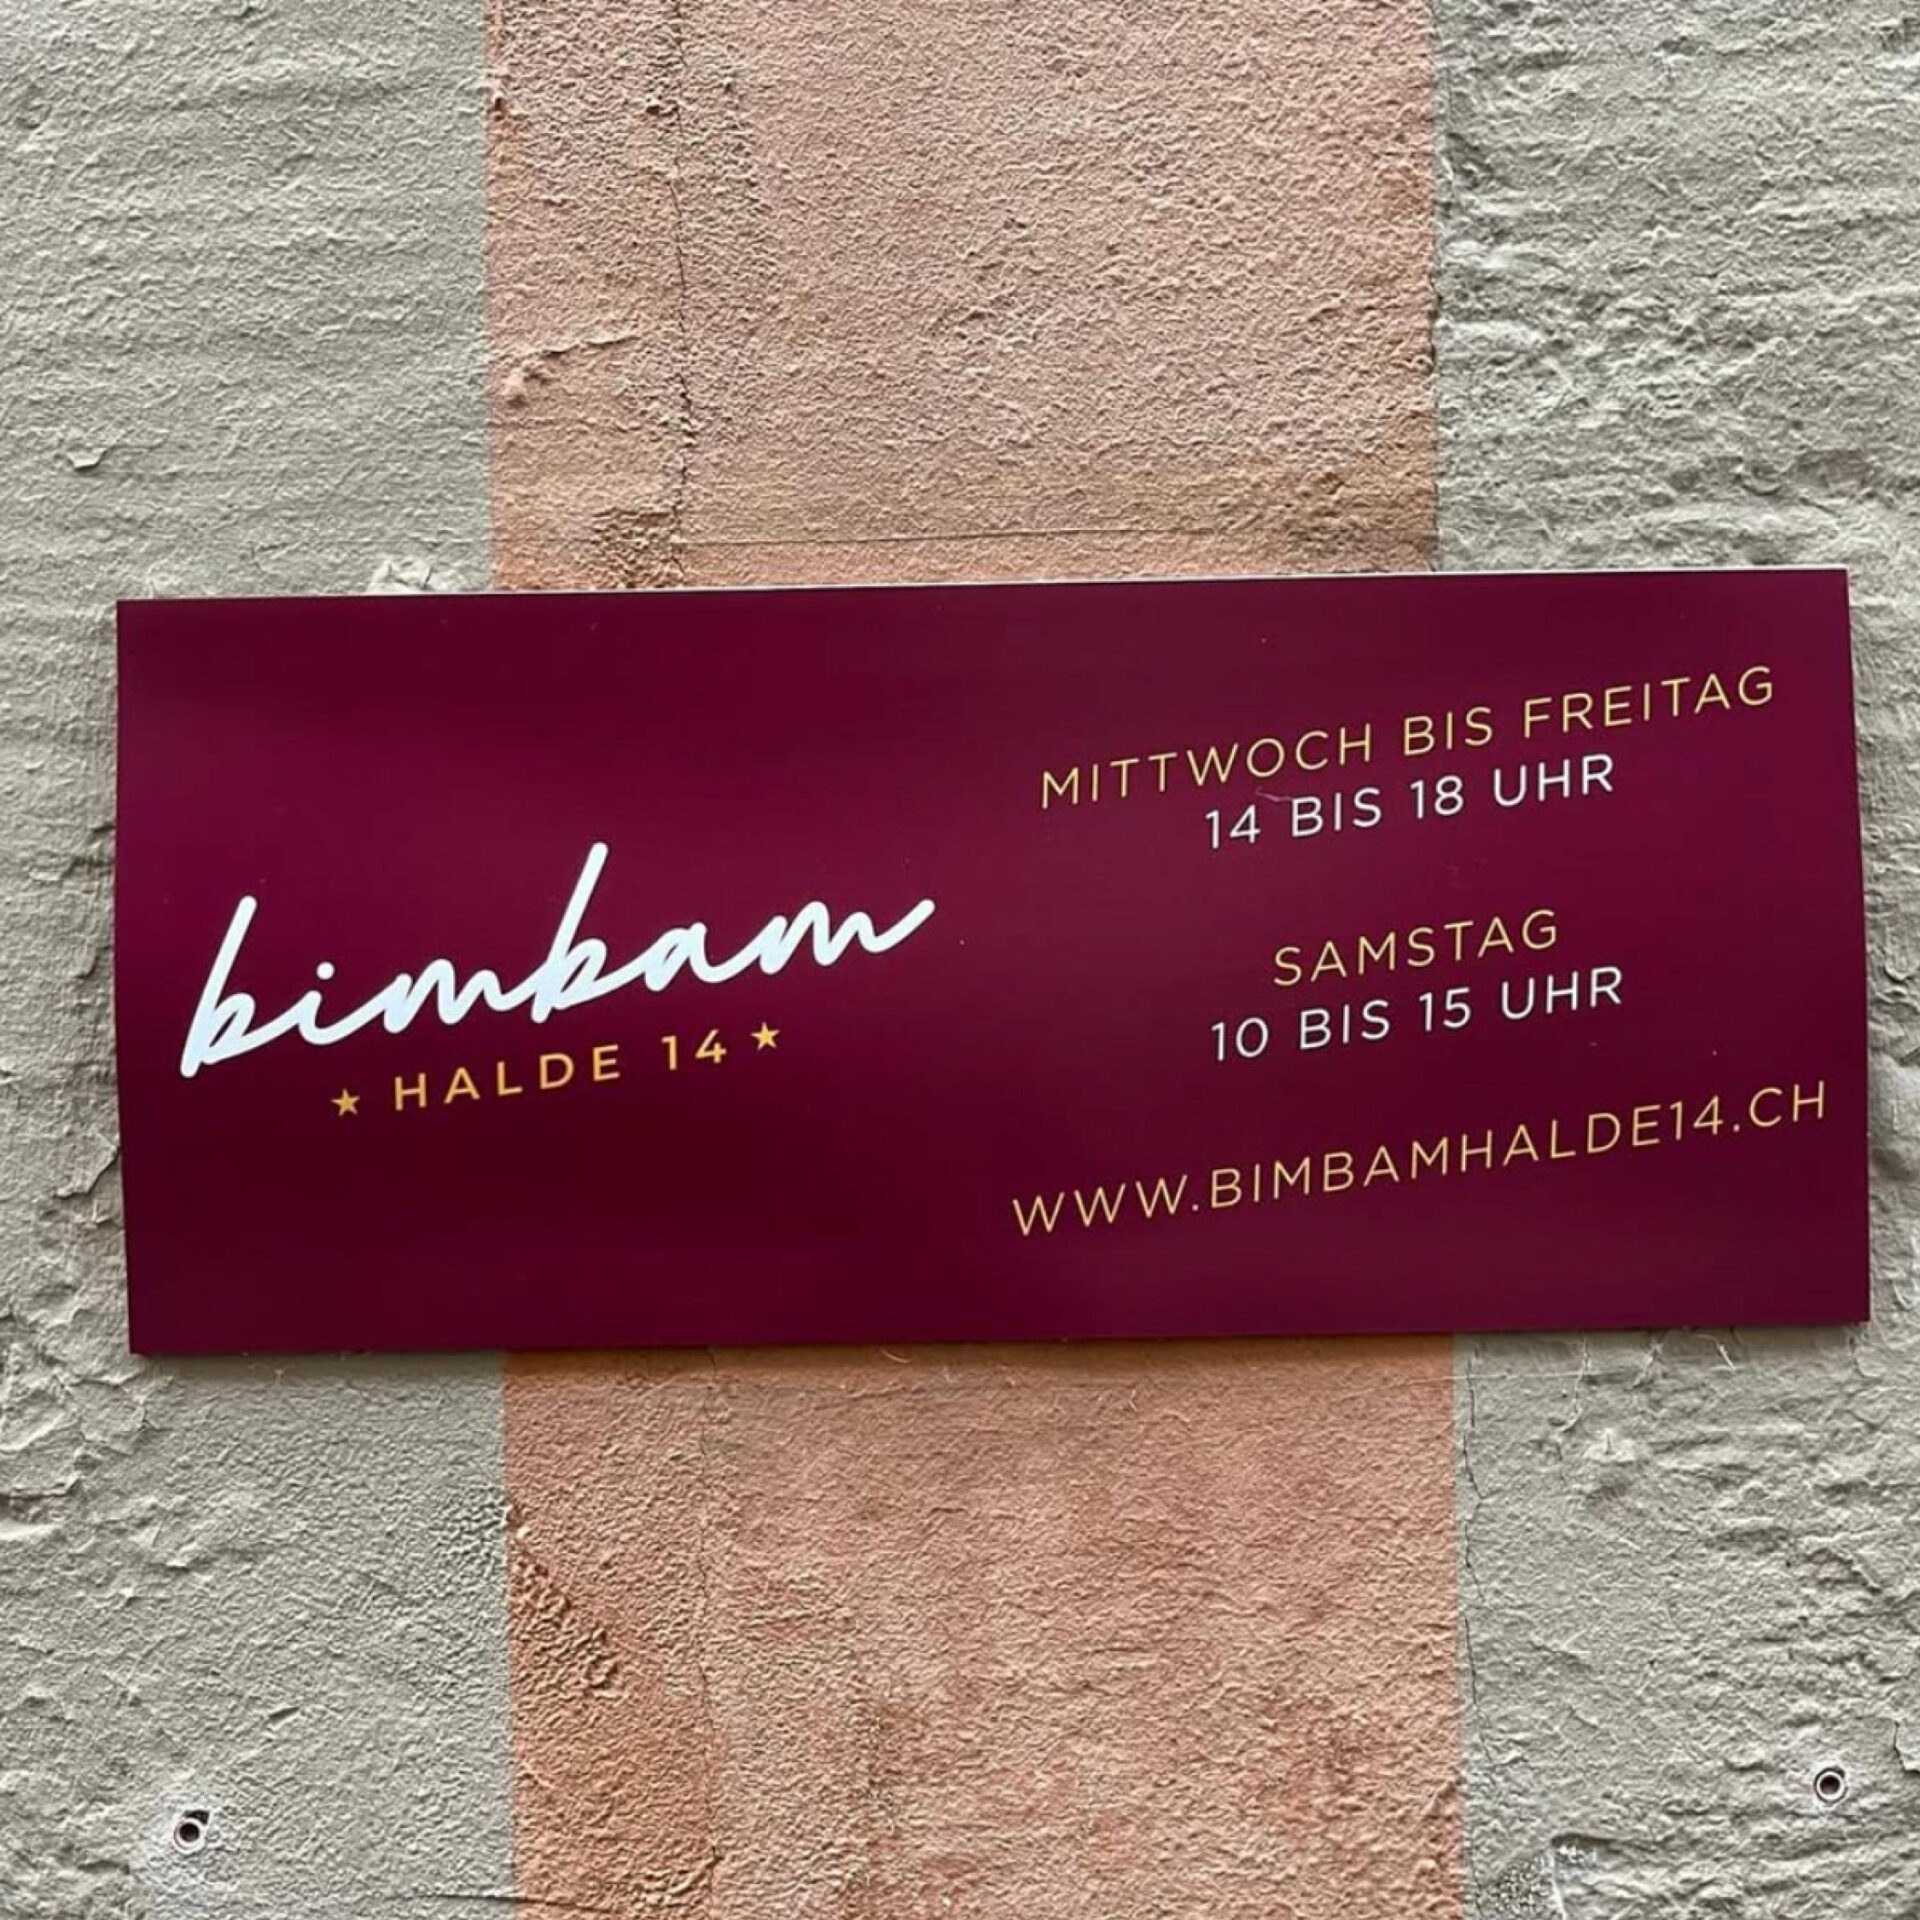 bimbam
★ HALDE 14 ★
MITTWOCH BIS FREITAG
14 BIS 18 UHR
SAMSTAG
10 BIS 15 UHR
WWW.BIMBAMHALDE14.CH